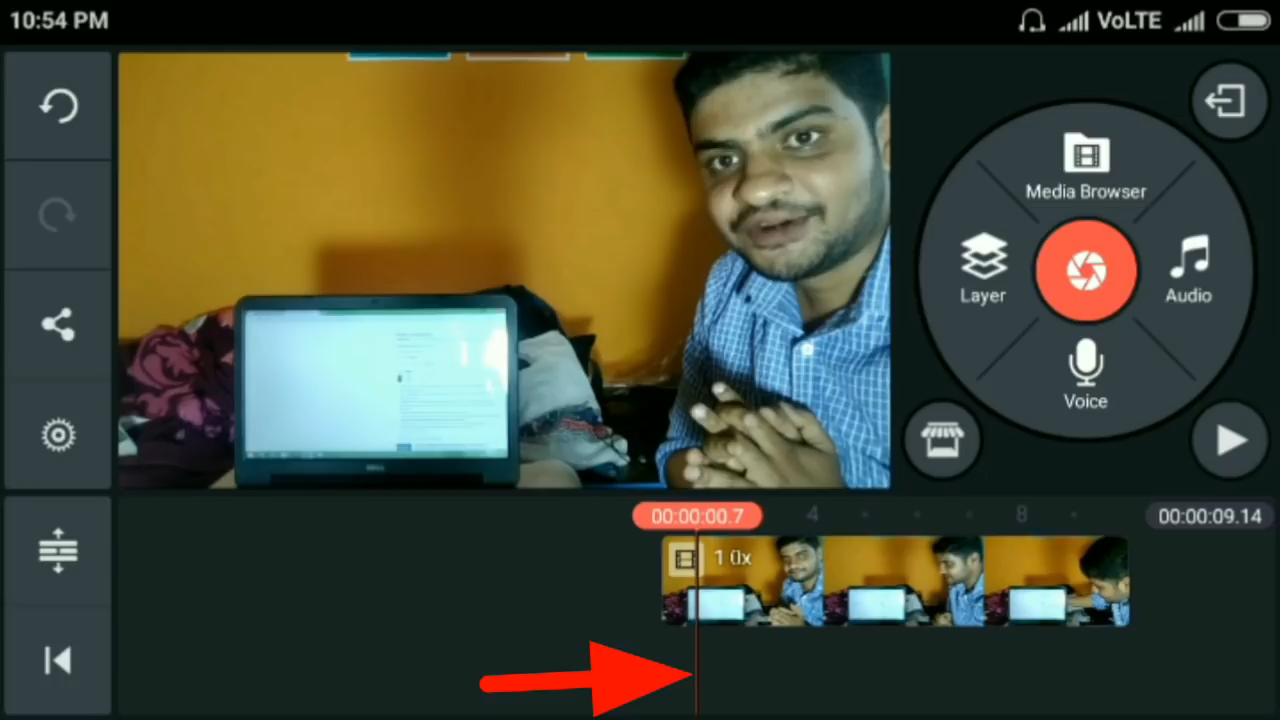 10:54 PM VoLTE
Media Browser
Layer
Audio
Voice
DELL
00:00:00.7 4 8 00:00:09.14
1.0x